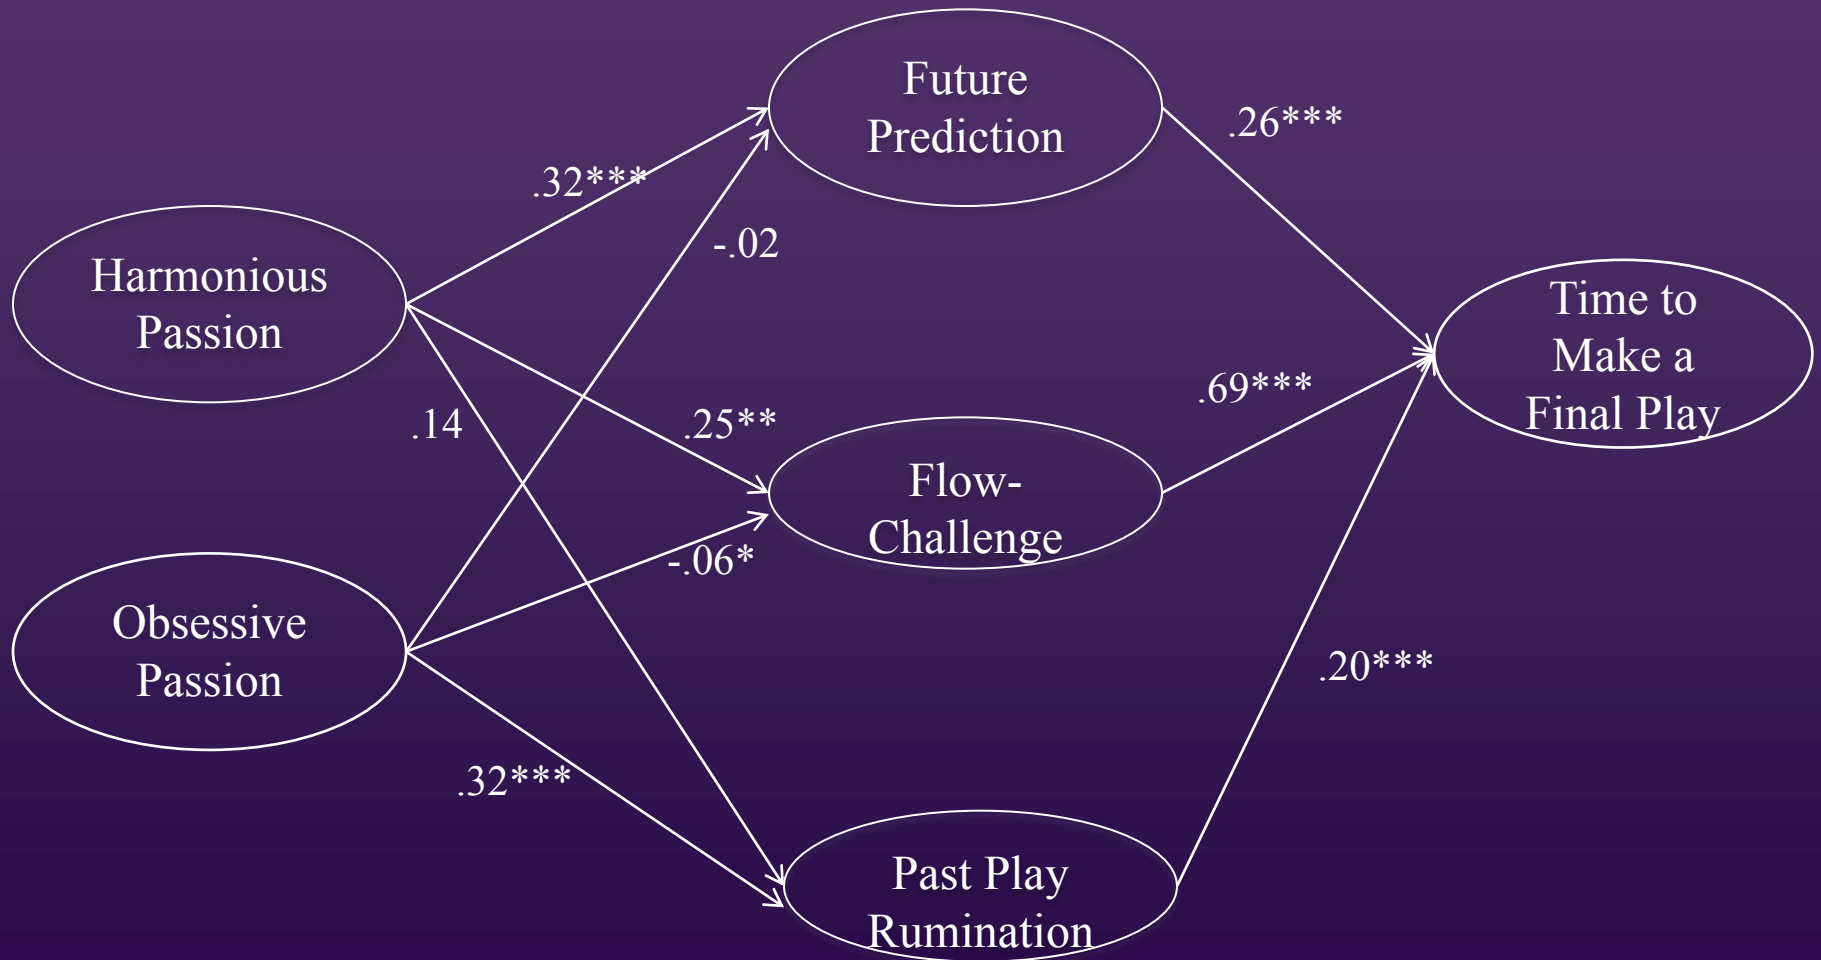 Future
Prediction
.26***
.32***
-.02
Harmonious
Passion
Time to
Make a
Final Play
.14
.25**
.69***
Flow-
Challenge
-.06*
Obsessive
Passion
.20***
.32***
Past Play
Rumination